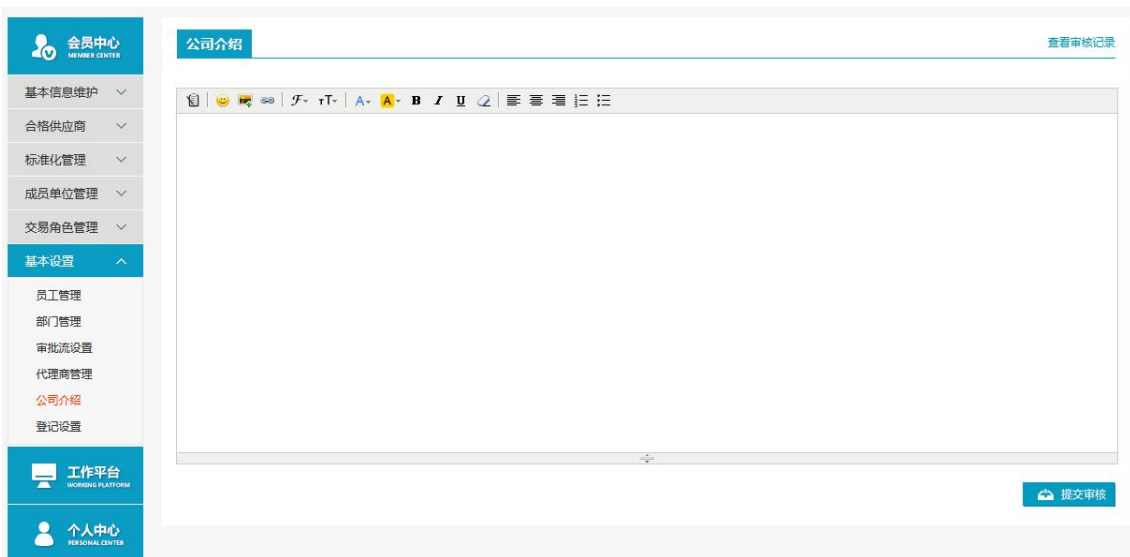 会员中心
MEMBER CENTER
基本信息维护
合格供应商
标准化管理
成员单位管理
交易角色管理
基本设置
员工管理
部门管理
审批流设置
代理商管理
公司介绍
登记设置
工作平台
WORKING PLATFORM
个人中心
PERSONAL CENTER
公司介绍
查看审核记录
F TT A A B I U
提交审核